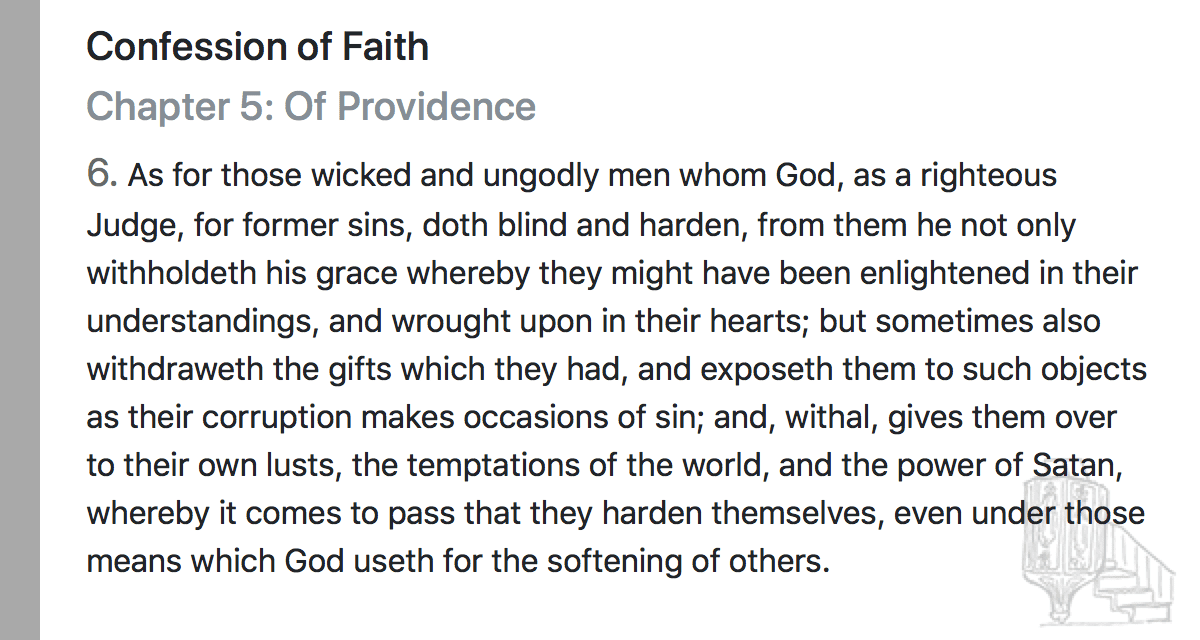 Confession of Faith
Chapter 5: Of Providence
6. As for those wicked and ungodly men whom God, as a righteous
Judge, for former sins, doth blind and harden, from them he not only
withholdeth his grace whereby they might have been enlightened in their
understandings, and wrought upon in their hearts; but sometimes also
withdraweth the gifts which they had, and exposeth them to such objects
as their corruption makes occasions of sin; and, withal, gives them over
to their own lusts, the temptations of the world, and the power of Satan,
whereby it comes to pass that they harden themselves, even under those
means which God useth for the softening of others.